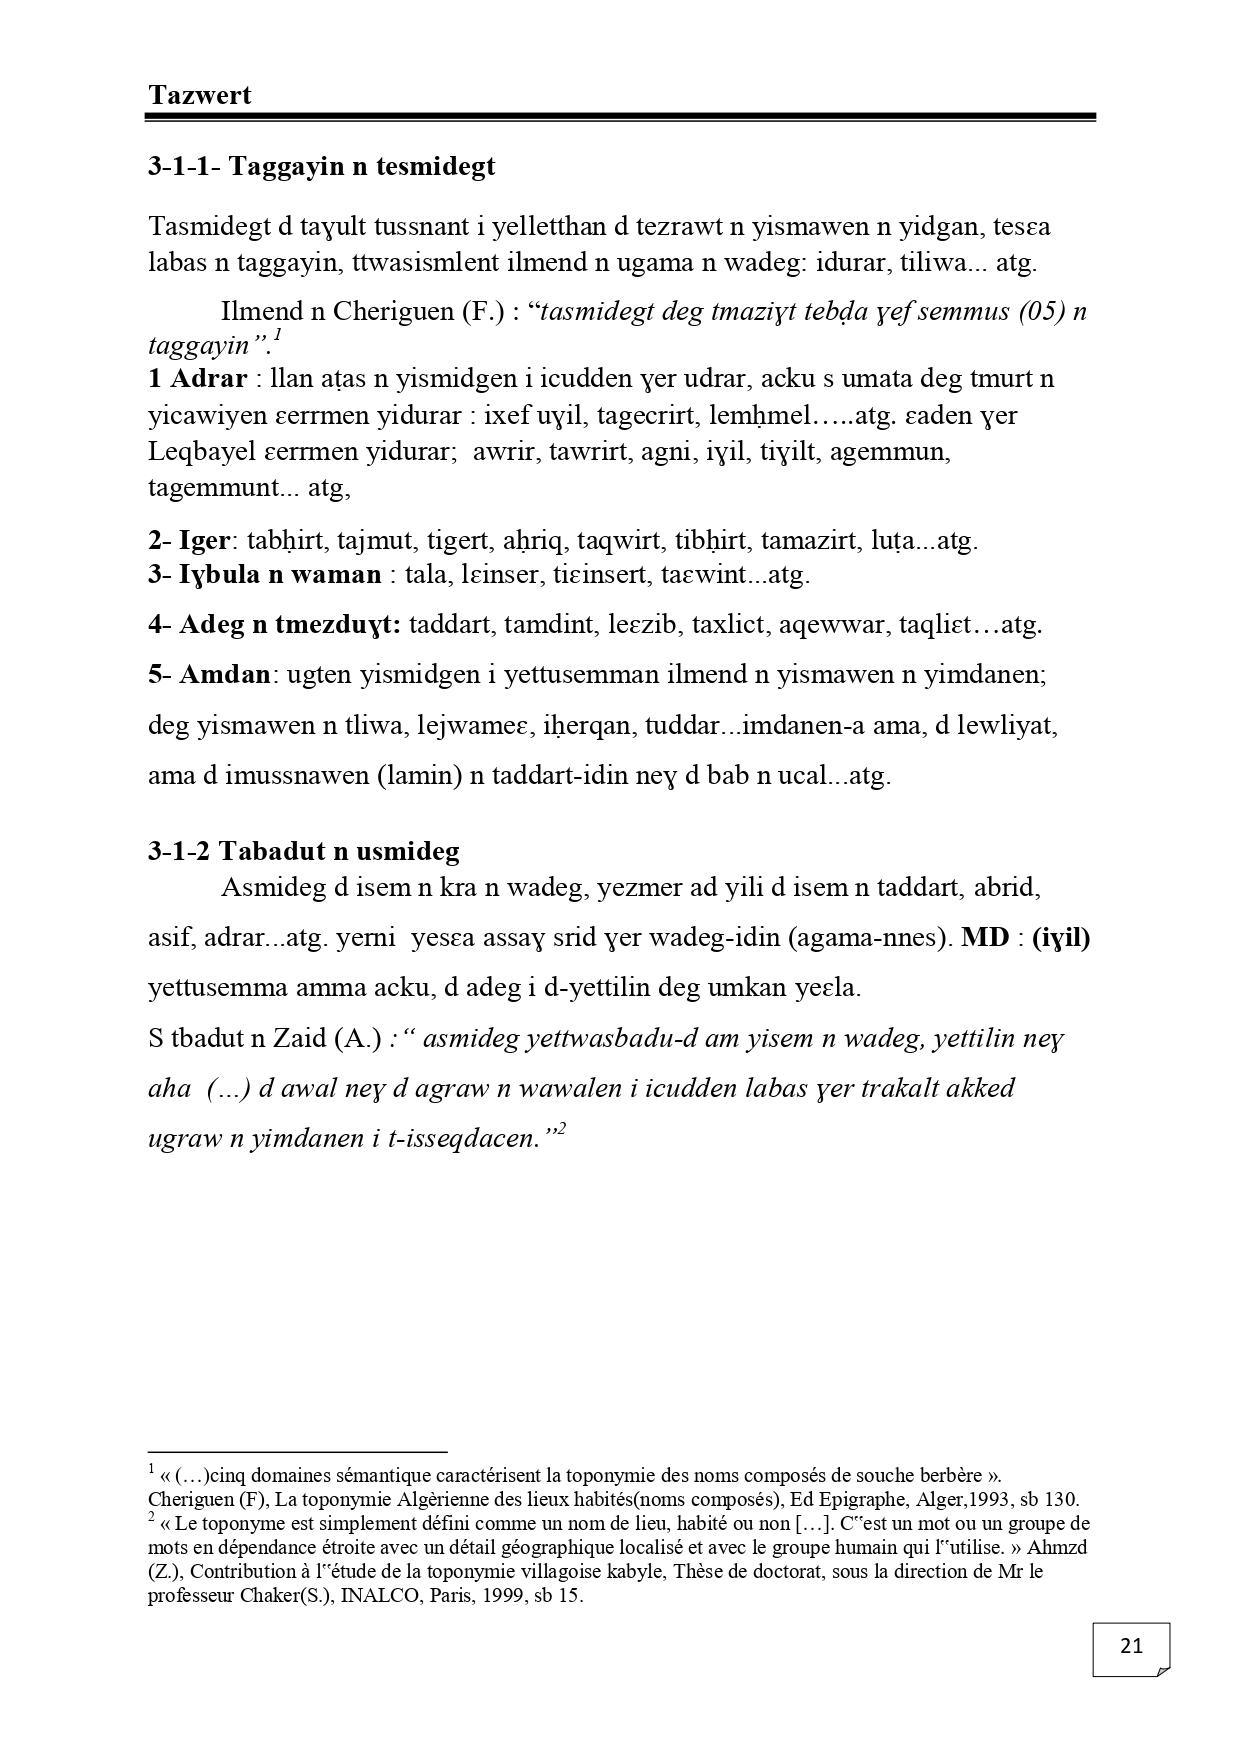 Tazwert
3-1-1- Taggayin n tesmidegt
Tasmidegt d taɣult tussnant i yelletthan d tezrawt n yismawen n yidgan, tesɛa
labas n taggayin, ttwasismlent ilmend n ugama n wadeg: idurar, tiliwa... atg.
Ilmend n Cheriguen (F.) : “tasmidegt deg tmaziɣt tebḍa ɣef semmus (05) n
taggayin”.1
1 Adrar : llan aṭas n yismidgen i icudden ɣer udrar, acku s umata deg tmurt n
yicawiyen ɛerrmen yidurar : ixef uɣil, tagecrirt, lemḥmel…..atg. ɛaden ɣer
Leqbayel ɛerrmen yidurar; awrir, tawrirt, agni, iɣil, tiɣilt, agemmun,
tagemmunt... atg,
2- Iger: tabḥirt, tajmut, tigert, aḥriq, taqwirt, tibḥirt, tamazirt, luṭa...atg.
3- Iɣbula n waman : tala, lɛinser, tiɛinsert, taɛwint...atg.
4- Adeg n tmezduɣt: taddart, tamdint, leɛzib, taxlict, aqewwar, taqliɛt…atg.
5- Amdan: ugten yismidgen i yettusemman ilmend n yismawen n yimdanen;
deg yismawen n tliwa, lejwameɛ, iḥerqan, tuddar...imdanen-a ama, d lewliyat,
ama d imussnawen (lamin) n taddart-idin neɣ d bab n ucal...atg.
3-1-2 Tabadut n usmideg
Asmideg d isem n kra n wadeg, yezmer ad yili d isem n taddart, abrid,
asif, adrar...atg. yerni yesɛa assaɣ srid ɣer wadeg-idin (agama-nnes). MD : (iɣil)
yettusemma amma acku, d adeg i d-yettilin deg umkan yeɛla.
S tbadut n Zaid (A.) :“ asmideg yettwasbadu-d am yisem n wadeg, yettilin neɣ
aha (…) d awal neɣ d agraw n wawalen i icudden labas ɣer trakalt akked
ugraw n yimdanen i t-isseqdacen.”2
1 « (…)cinq domaines sémantique caractérisent la toponymie des noms composés de souche berbère ».
Cheriguen (F), La toponymie Algèrienne des lieux habités(noms composés), Ed Epigraphe, Alger,1993, sb 130.
2 « Le toponyme est simplement défini comme un nom de lieu, habité ou non […]. C‟‟est un mot ou un groupe de
mots en dépendance étroite avec un détail géographique localisé et avec le groupe humain qui l‟‟utilise. » Ahmzd
(Z.), Contribution à l‟‟étude de la toponymie villagoise kabyle, Thèse de doctorat, sous la direction de Mr le
professeur Chaker(S.), INALCO, Paris, 1999, sb 15.
21